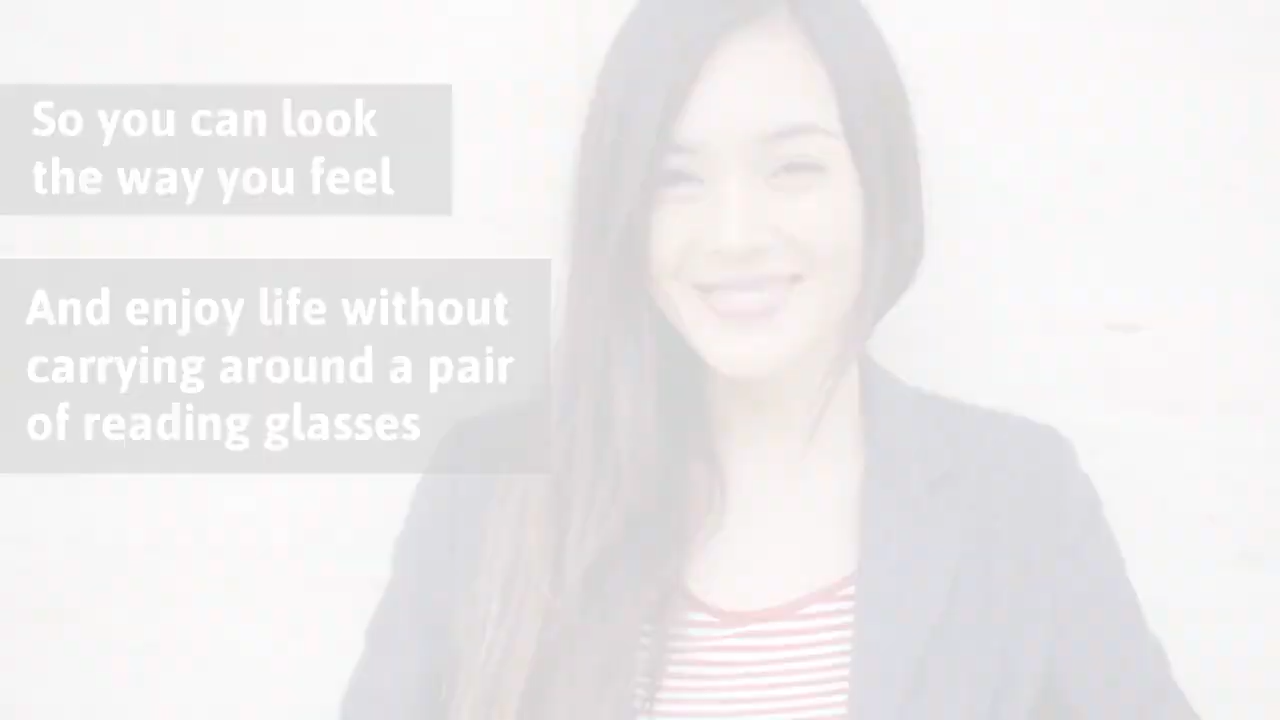 So you can look
the way you feel
And enjoy life without
carrying around a pair
of reading glasses